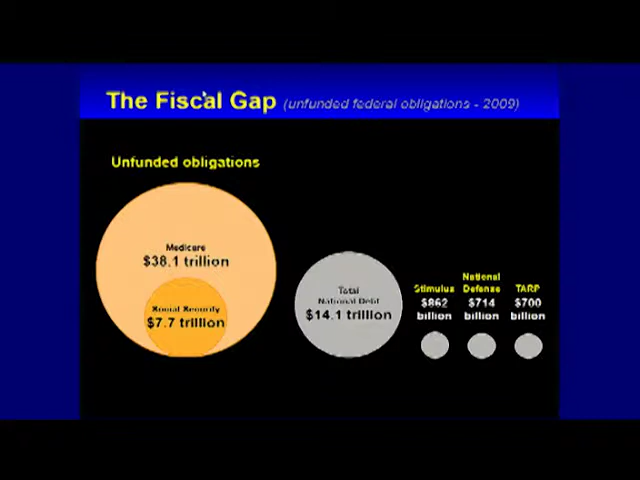 The Fiscal Gap (unfunded federal obligations - 2009)
Unfunded obligations
Medicare
$38.1 trillion
Social Security
$7.7 trillion
Total
National Debt
$14.1 trillion
Stimulus
$862
billion
National
Defense
$714
billion
TARP
$700
billion